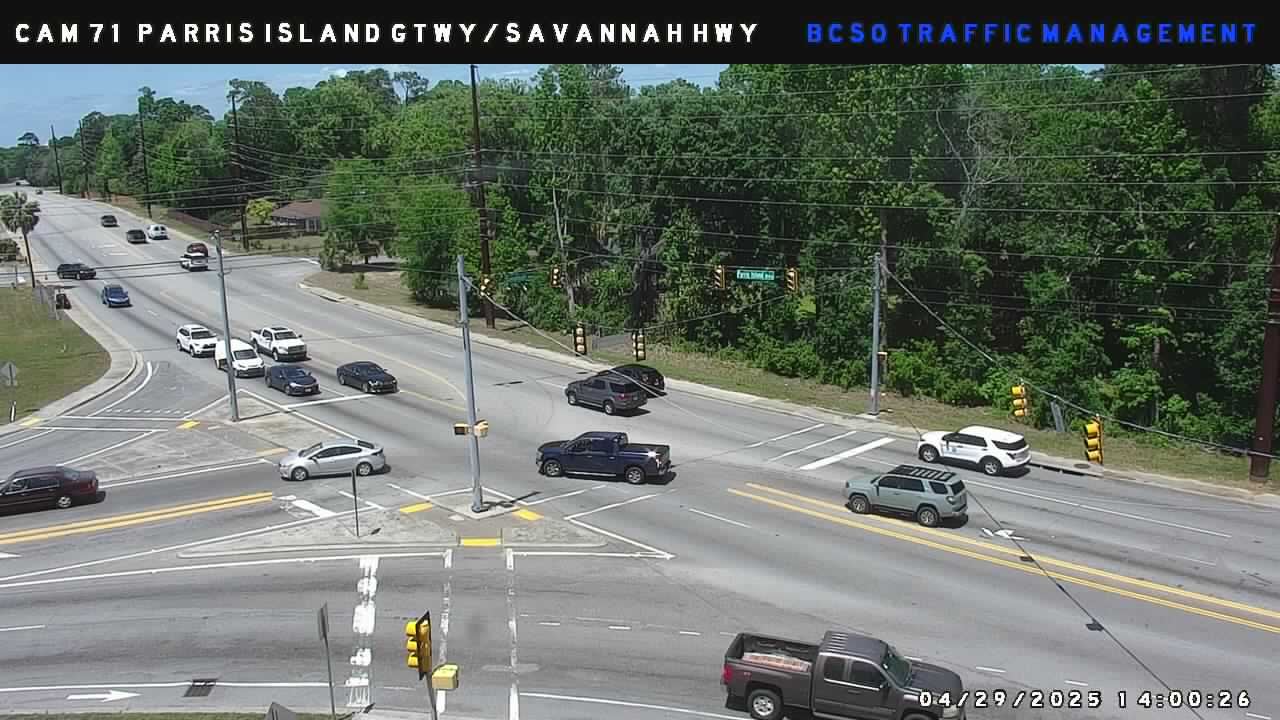 CAM 71 PARRIS ISLAND GTWY/SAVANNAH HWY BCSO TRAFFIC MANAGEMENT
04/29/2025 14:00:26